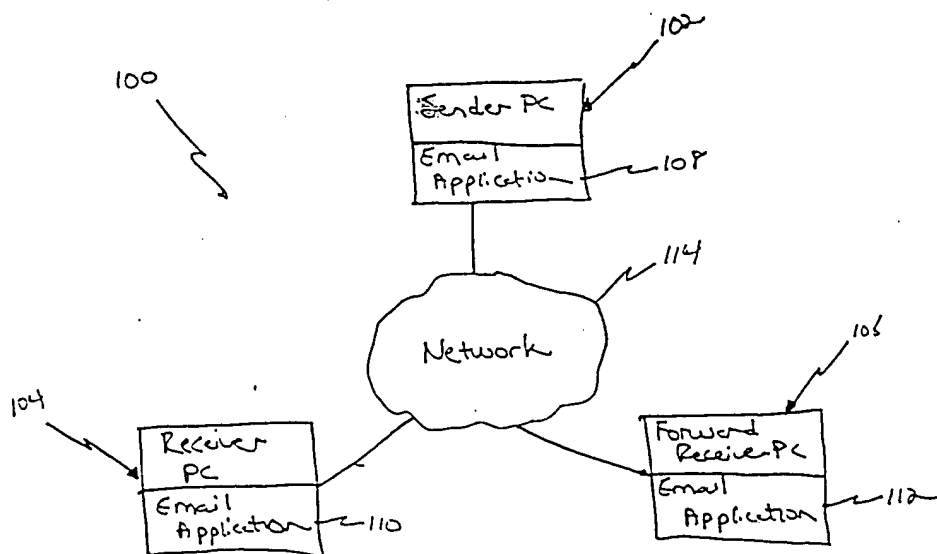 102
100
Sender PC
Email
Application
108
114
Network
106
104
Receiver
PC
Email
Application
110
Forward
Receiver PC
Email
Application
112